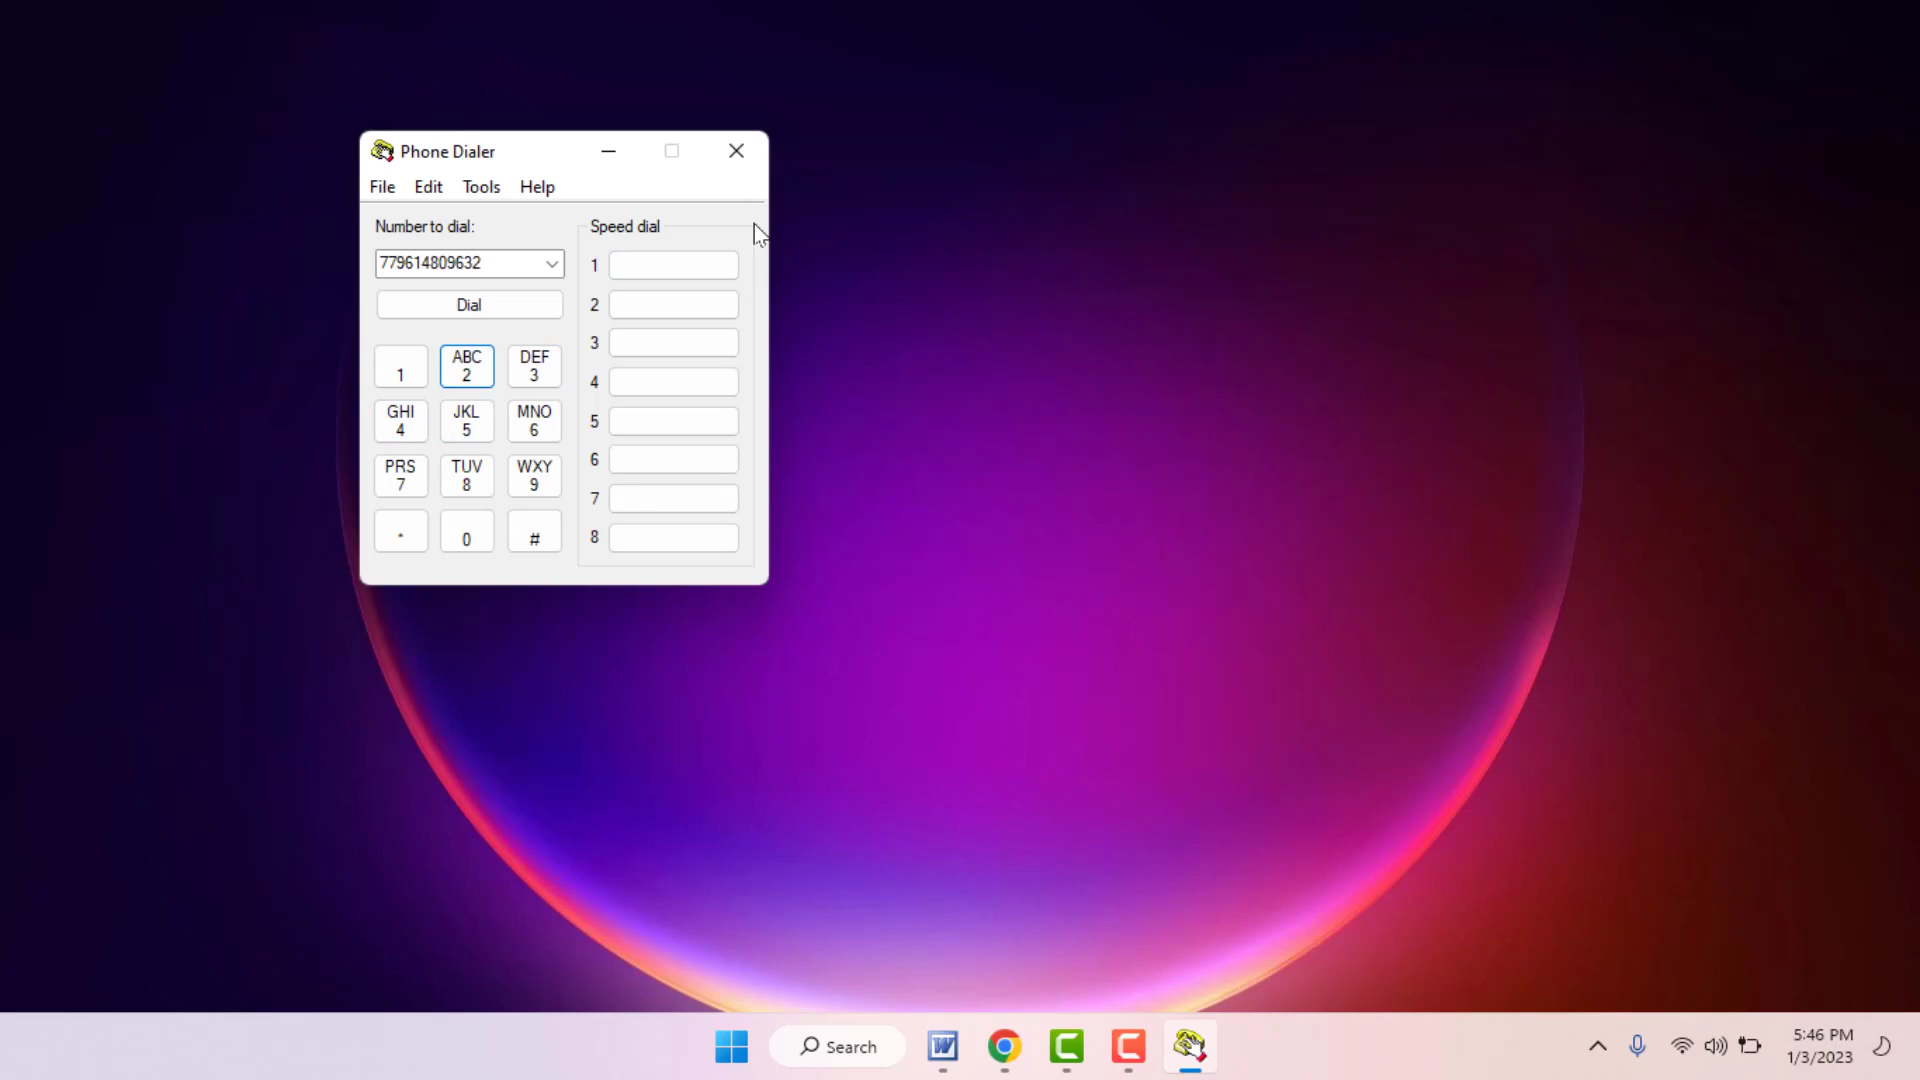 Phone Dialer
File Edit Tools Help
Number to dial:
779614809632
Dial
1
ABC
2
DEF
3
GHI
4
JKL
5
MNO
6
PRS
7
TUV
8
WXY
9
*
0
#
Speed dial
1
2
3
4
5
6
7
8
Search
5:46 PM
1/3/2023